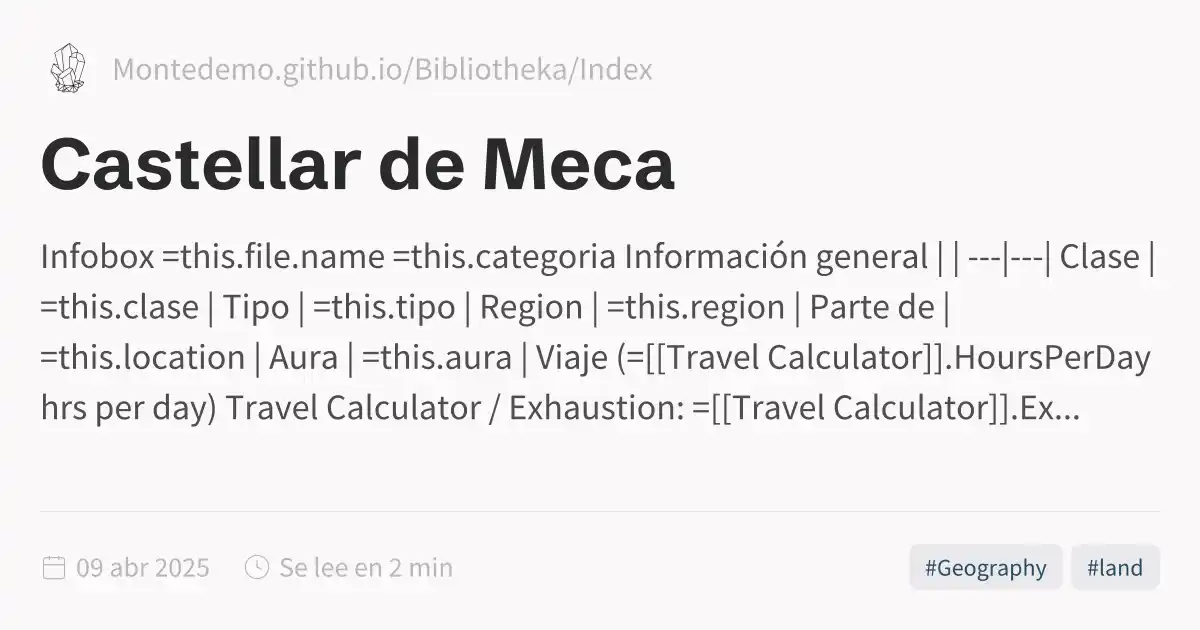 Montedemo.github.io/Bibliotheka/Index
Castellar de Meca
Infobox =this.file.name =this.categoria Información general | | ---|---| Clase |
=this.clase | Tipo | =this.tipo | Region | =this.region | Parte de |
=this.location | Aura | =this.aura | Viaje (=[[Travel Calculator]].HoursPerDay
hrs per day) Travel Calculator / Exhaustion: =[[Travel Calculator]].Ex...
09 abr 2025
Se lee en 2 min
#Geography
#land